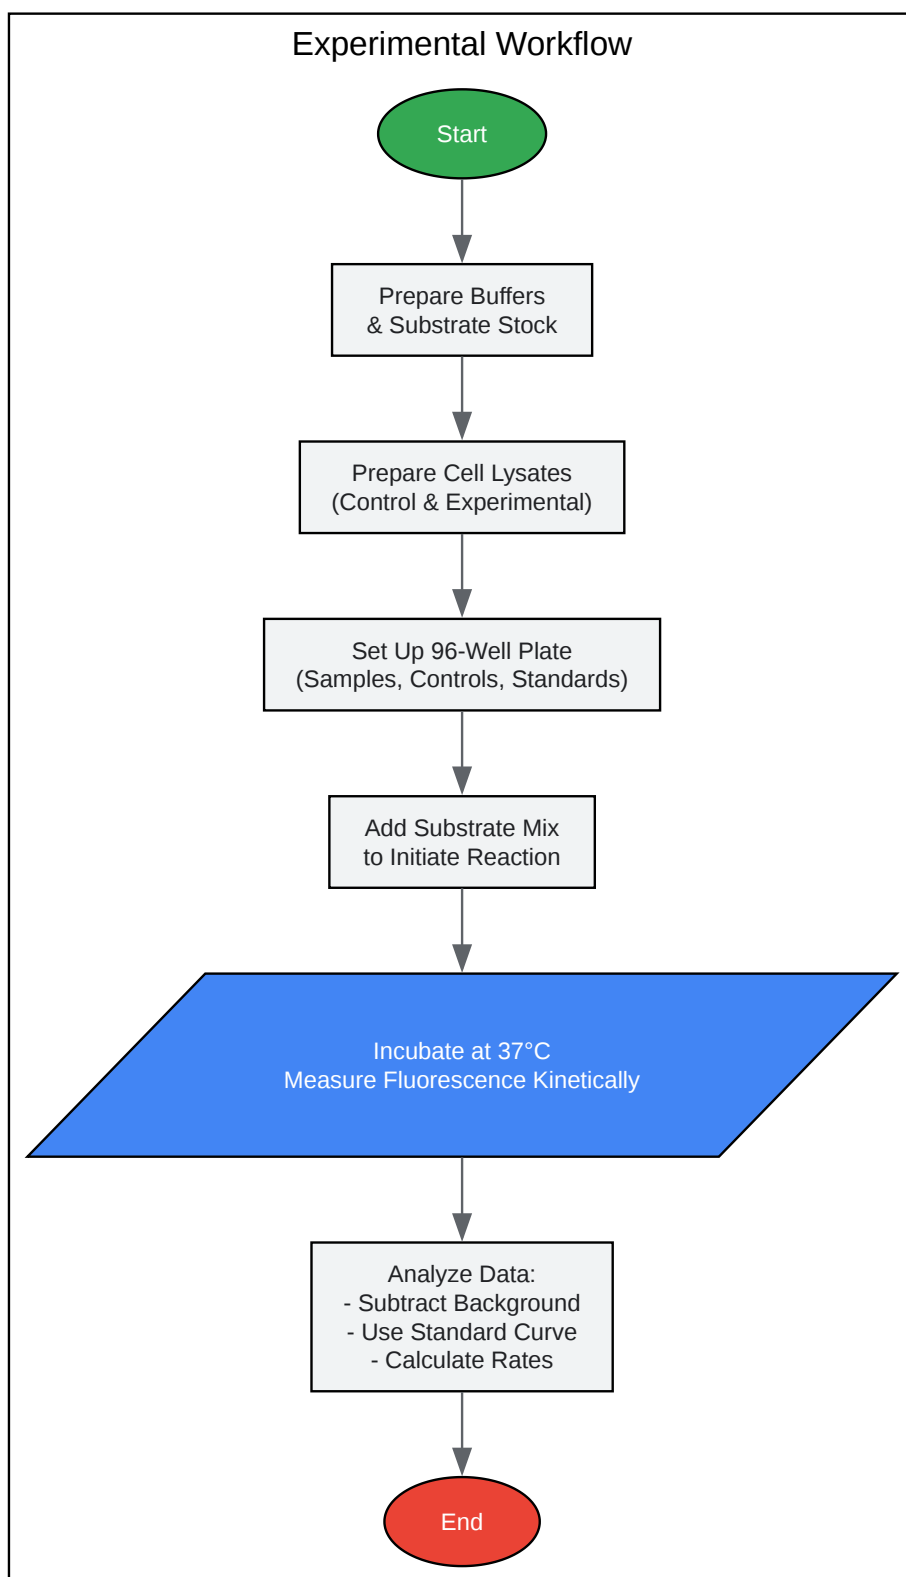 Experimental Workflow
Start
Prepare Buffers
& Substrate Stock
Prepare Cell Lysates
(Control & Experimental)
Set Up 96-Well Plate
(Samples, Controls, Standards)
Add Substrate Mix
to Initiate Reaction
Incubate at 37°C
Measure Fluorescence Kinetically
Analyze Data:
- Subtract Background
- Use Standard Curve
- Calculate Rates
End